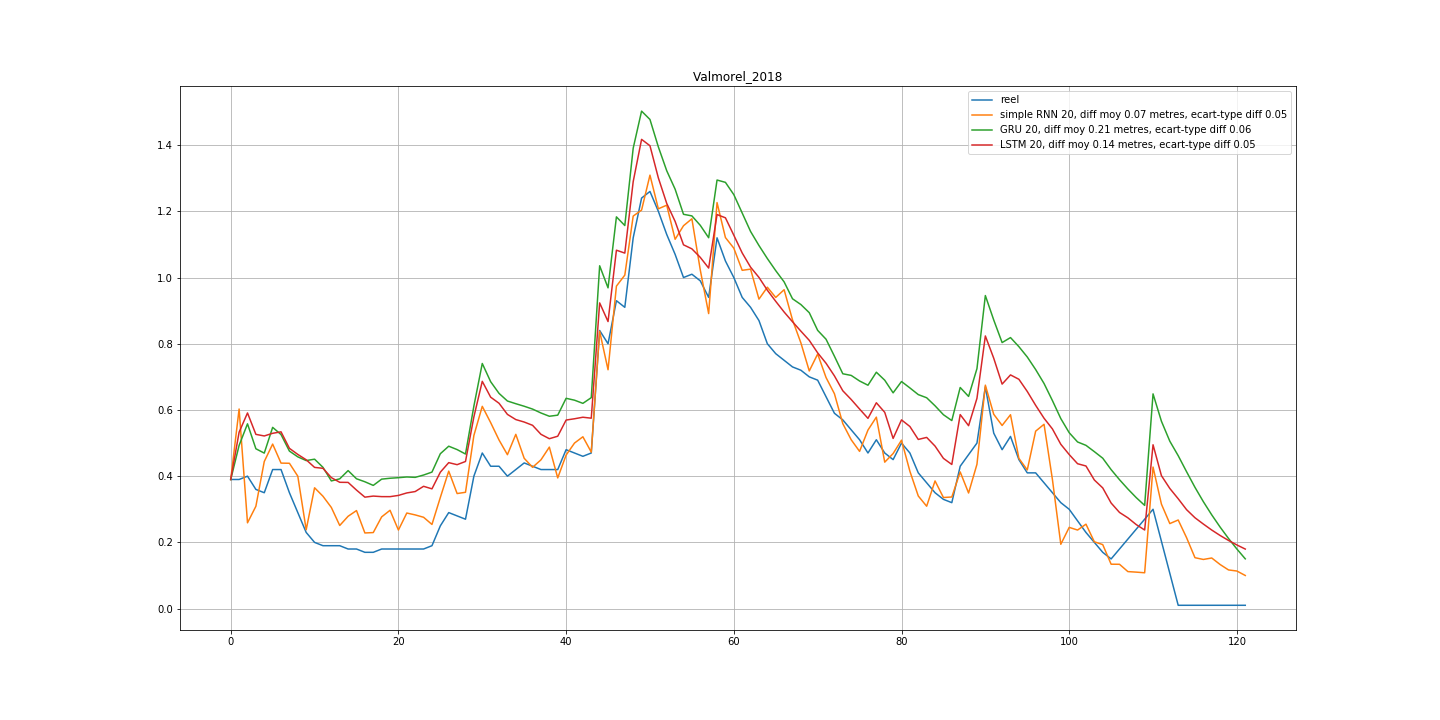 Valmorel_2018
reel
simple RNN 20, diff moy 0.07 metres, ecart-type diff 0.05
GRU 20, diff moy 0.21 metres, ecart-type diff 0.06
LSTM 20, diff moy 0.14 metres, ecart-type diff 0.05
1.4
1.2
1.0
0.8
0.6
0.4
0.2
0.0
0 20 40 60 80 100 120